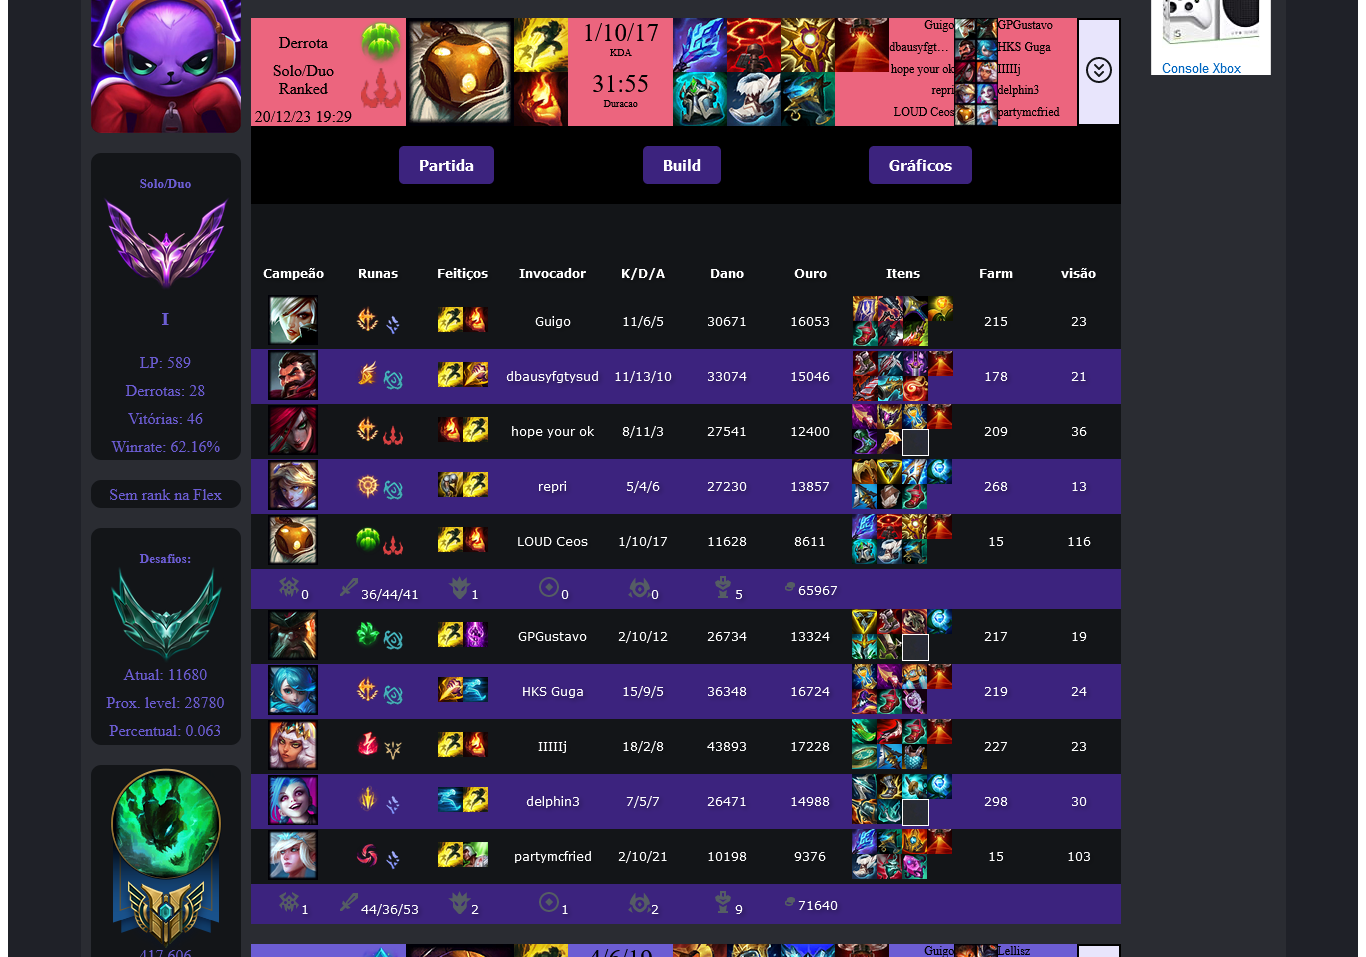 Console Xbox
Derrota
Solo/Duo
Ranked
20/12/23 19:29
1/10/17
KDA
31:55
Duracao
Guigo GPGustavo
dbausyfgt... HKS Guga
hope your ok IIIIIj
repri delphin3
LOUD Ceos partymcfried
Partida Build Gráficos
Solo/Duo
I
LP: 589
Derrotas: 28
Vitórias: 46
Winrate: 62.16%
Sem rank na Flex
Desafios:
Atual: 11680
Prox. level: 28780
Percentual: 0.063
417.606
Campeão Runas Feitiços Invocador K/D/A Dano Ouro Itens Farm visão
Guigo 11/6/5 30671 16053 215 23
dbausyfgtysud 11/13/10 33074 15046 178 21
hope your ok 8/11/3 27541 12400 209 36
repri 5/4/6 27230 13857 268 13
LOUD Ceos 1/10/17 11628 8611 15 116
0 36/44/41 1 0 0 5 65967
GPGustavo 2/10/12 26734 13324 217 19
HKS Guga 15/9/5 36348 16724 219 24
IIIIIj 18/2/8 43893 17228 227 23
delphin3 7/5/7 26471 14988 298 30
partymcfried 2/10/21 10198 9376 15 103
1 44/36/53 2 1 2 9 71640
4/6/19
Guigo Lellisz